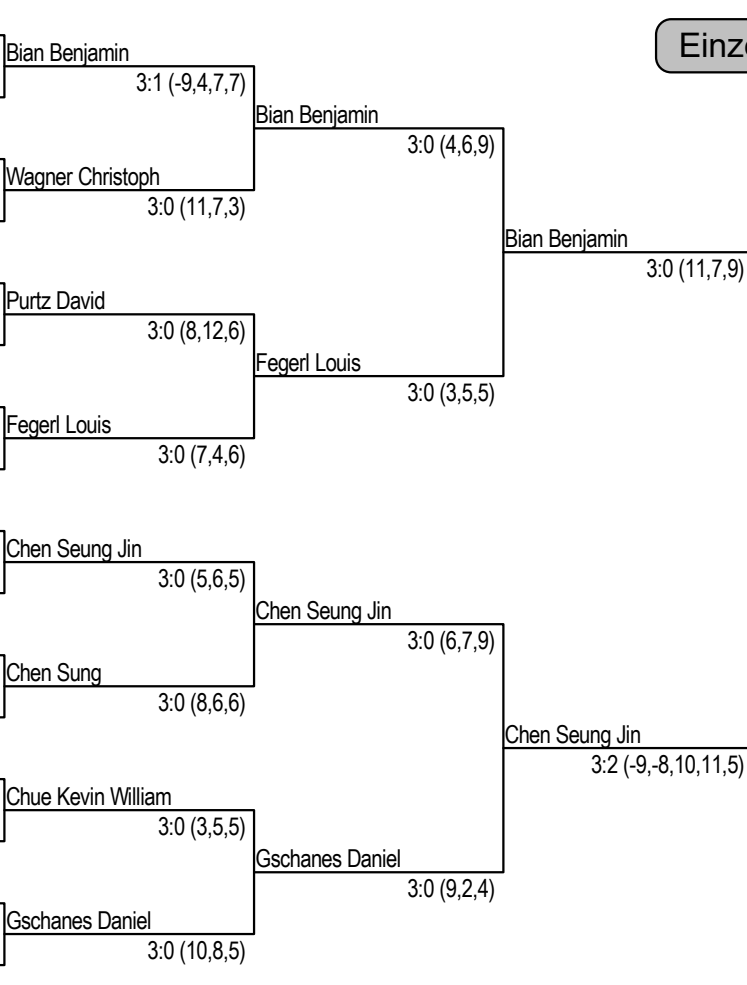 Einze
Bian Benjamin
3:1 (-9,4,7,7)
Bian Benjamin
3:0 (4,6,9)
Wagner Christoph
3:0 (11,7,3)
Bian Benjamin
3:0 (11,7,9)
Purtz David
3:0 (8,12,6)
Fegerl Louis
3:0 (3,5,5)
Fegerl Louis
3:0 (7,4,6)
Chen Seung Jin
3:0 (5,6,5)
Chen Seung Jin
3:0 (6,7,9)
Chen Sung
3:0 (8,6,6)
Chen Seung Jin
3:2 (-9,-8,10,11,5)
Chue Kevin William
3:0 (3,5,5)
Gschanes Daniel
3:0 (9,2,4)
Gschanes Daniel
3:0 (10,8,5)